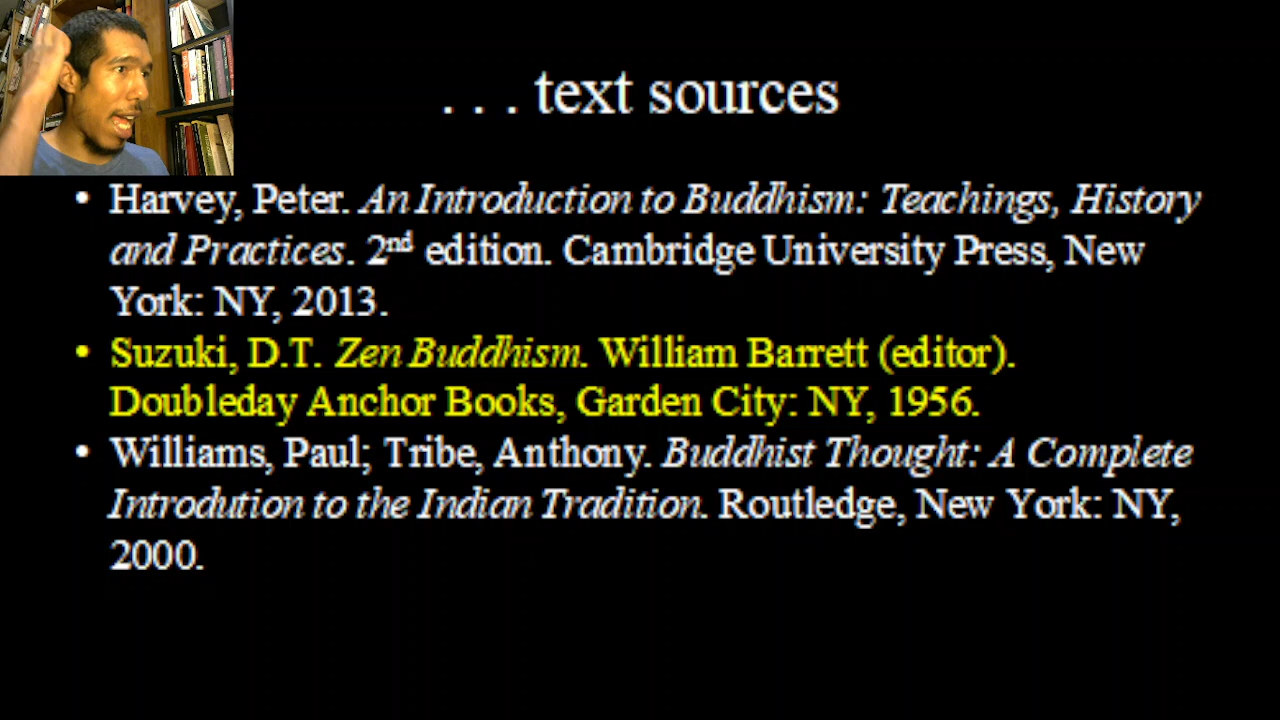 . . . text sources
• Harvey, Peter. An Introduction to Buddhism: Teachings, History
and Practices. 2nd edition. Cambridge University Press, New
York: NY, 2013.
• Suzuki, D.T. Zen Buddhism. William Barrett (editor).
Doubleday Anchor Books, Garden City: NY, 1956.
• Williams, Paul; Tribe, Anthony. Buddhist Thought: A Complete
Introdution to the Indian Tradition. Routledge, New York: NY,
2000.